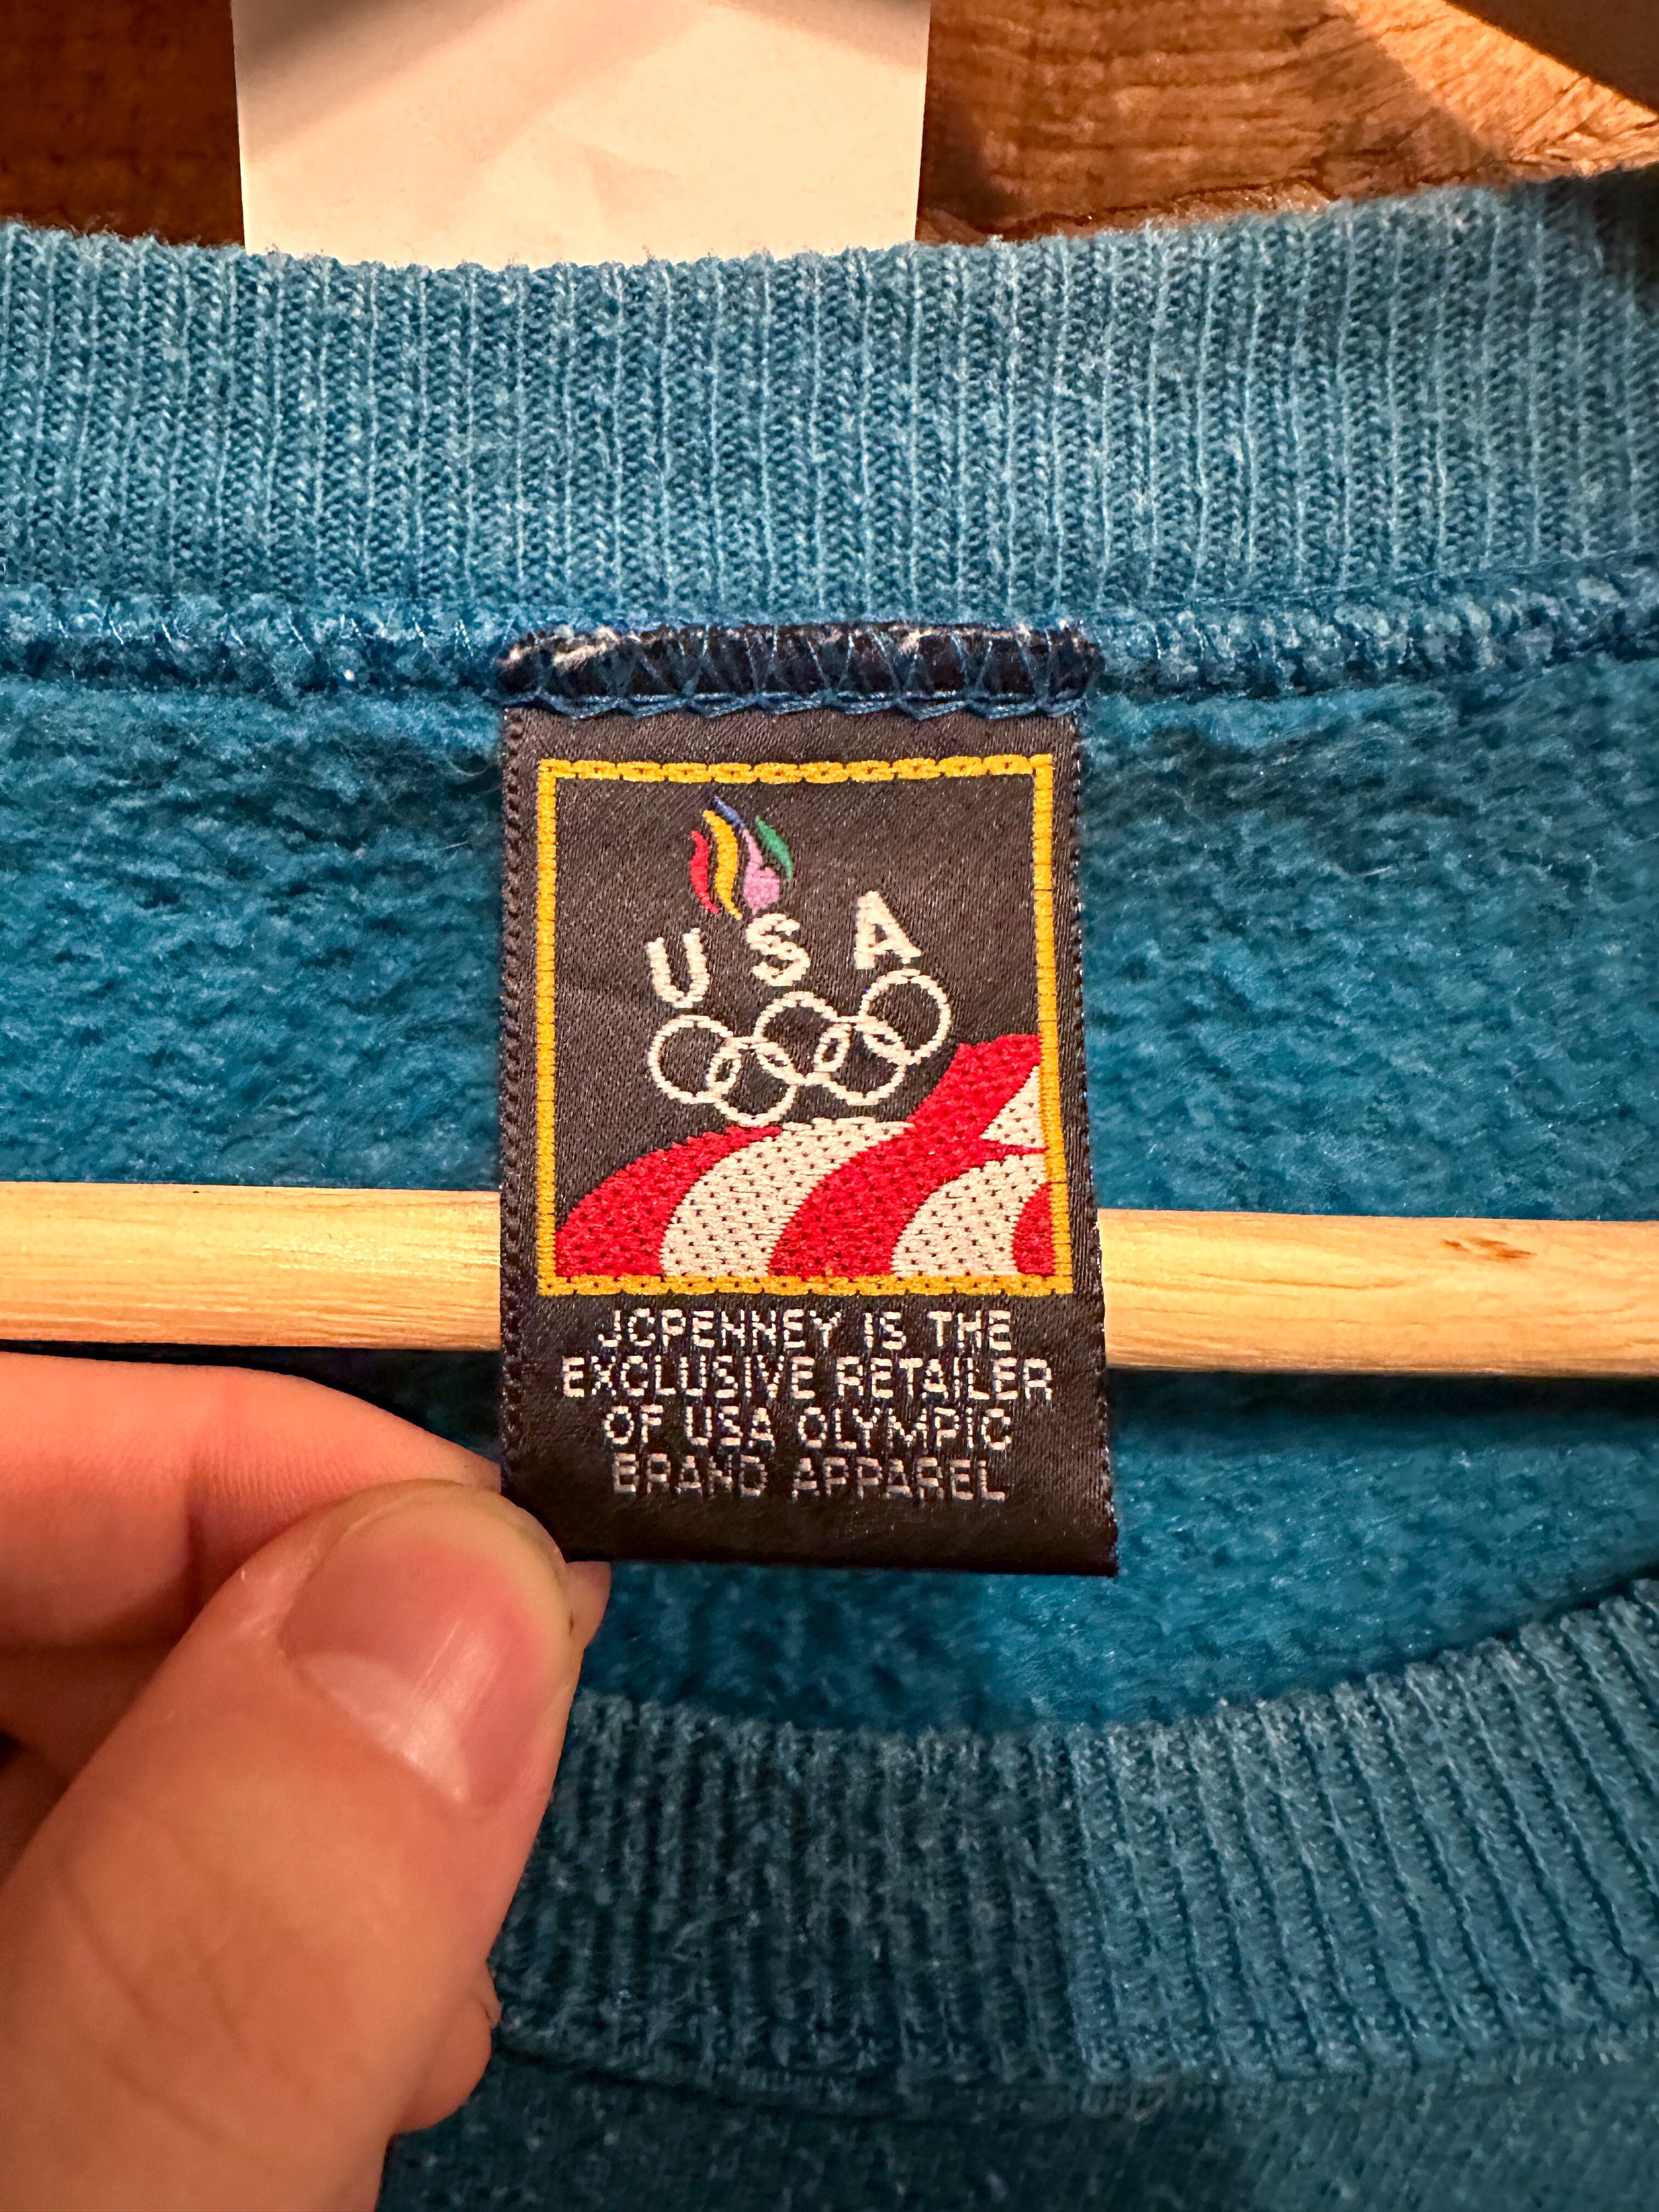 USA
JCPENNEY IS THE
EXCLUSIVE RETAILER
OF USA OLYMPIC
BRAND APPAREL